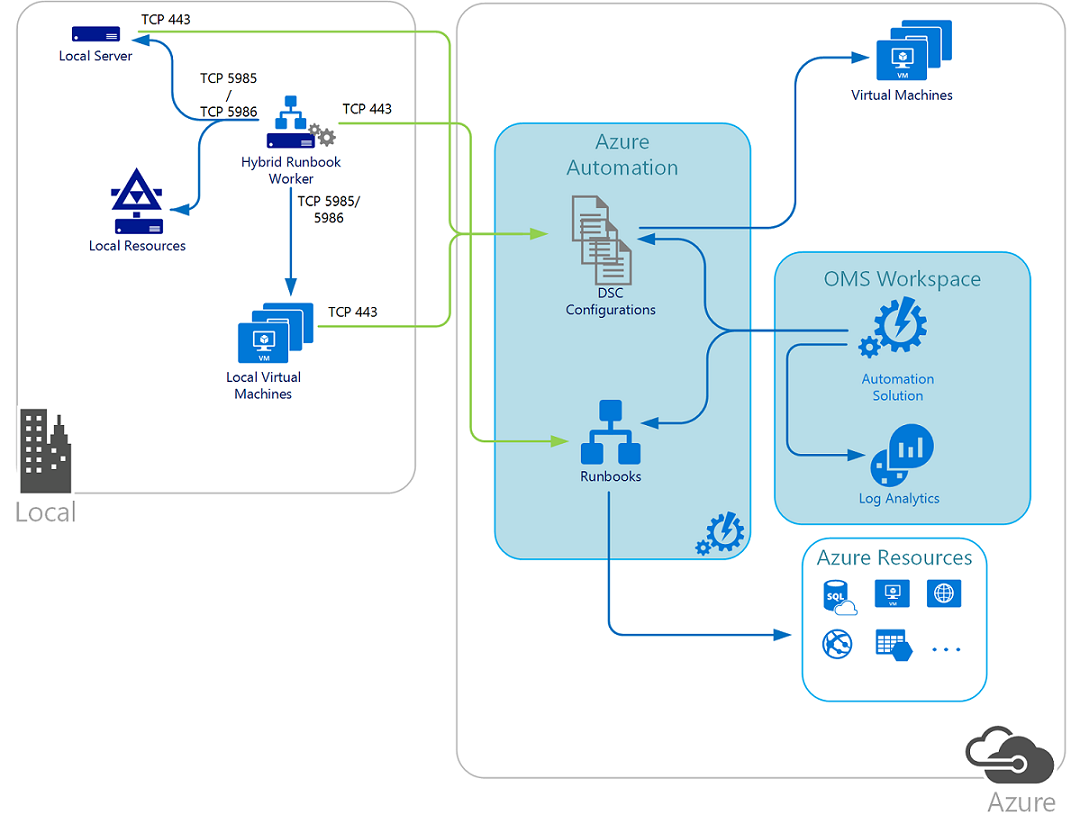 TCP 443
Local Server
TCP 5985
/
TCP 5986
TCP 443
Hybrid Runbook
Worker
TCP 5985/
5986
Local Resources
TCP 443
VM
Local Virtual
Machines
Local
Azure
Automation
DSC
Configurations
Runbooks
VM
Virtual Machines
OMS Workspace
Automation
Solution
Log Analytics
Azure Resources
SQL
VM
. . .
Azure